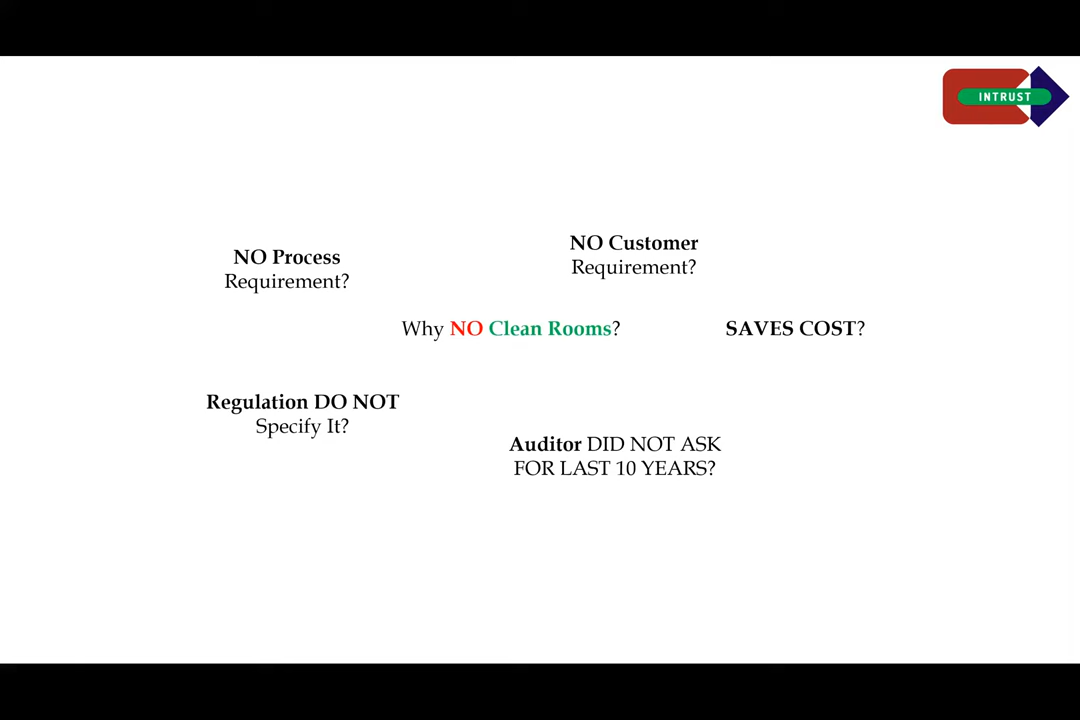 INTRUST
NO Process
Requirement?
NO Customer
Requirement?
Why NO Clean Rooms?
SAVES COST?
Regulation DO NOT
Specify It?
Auditor DID NOT ASK
FOR LAST 10 YEARS?